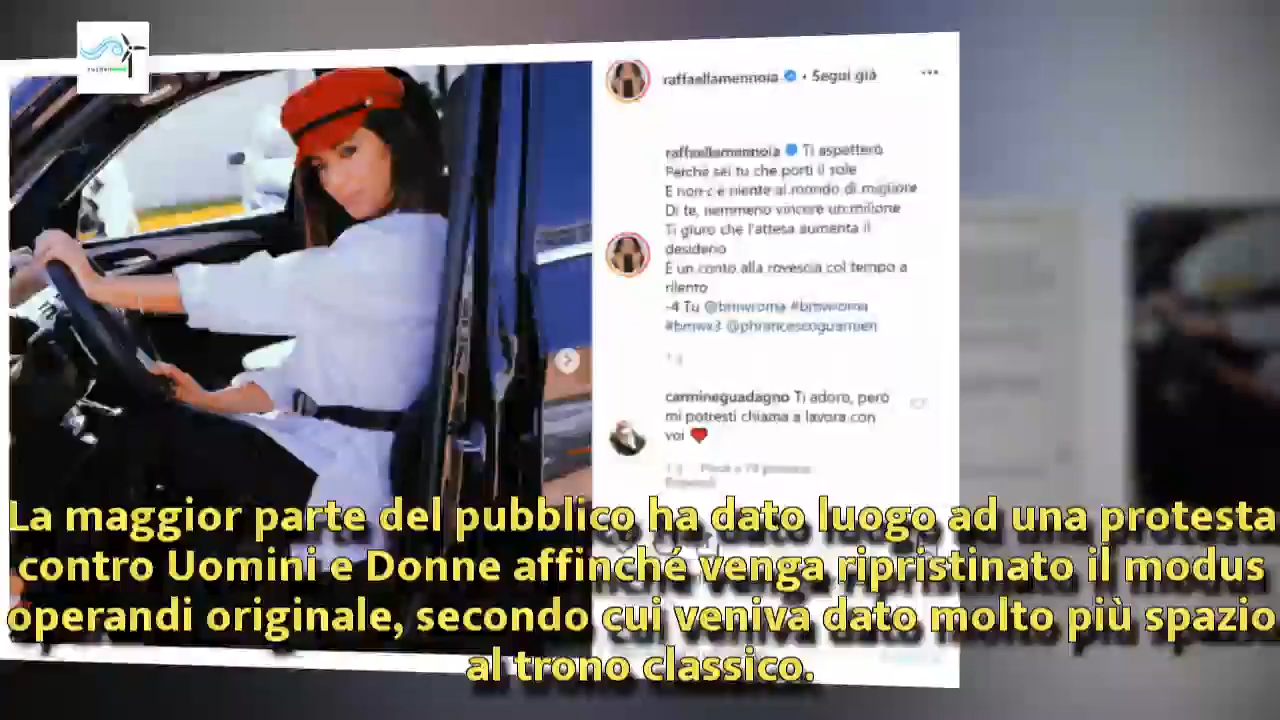 raffaellamennoia • Segui già
raffaellamennoia Ti aspetterò
Perché sei tu che porti il sole
E non c è niente al mondo di migliore
Di te, nemmeno vincere un milione
Ti giuro che l'attesa aumenta il
desiderio
È un conto alla rovescia col tempo a
rilento
-4 Tu @bmwroma #bmwroma
#bmwx3
carmineguadagno Ti adoro, però
mi potresti chiama a lavora con
voi
La maggior parte del pubblico ha dato luogo ad una protesta
contro Uomini e Donne affinché venga ripristinato il modus
operandi originale, secondo cui veniva dato molto più spazio
al trono classico.